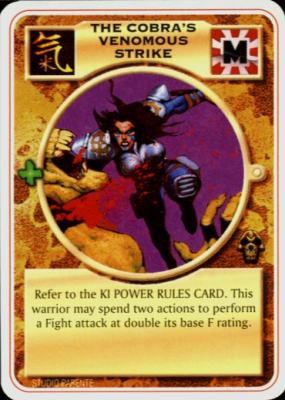 THE COBRA'S
VENOMOUS
STRIKE
氣
M
Refer to the KI POWER RULES CARD. This
warrior may spend two actions to perform
a Fight attack at double its base F rating.
STUDIO PARENTE